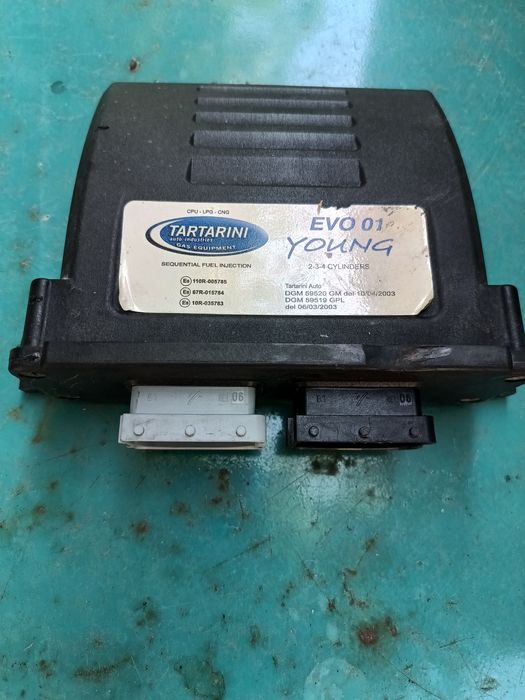 CPU - LPG - CNG
TARTARINI
auto industries
GAS EQUIPMENT
SEQUENTIAL FUEL INJECTION
110R-005785
67R-015784
10R-035783
EVO 01
YOUNG
2-3-4 CYLINDERS
Tartarini Auto
DGM 59520 GM del 10/04/2003
DGM 59519 GPL
del 06/03/2003
06
06